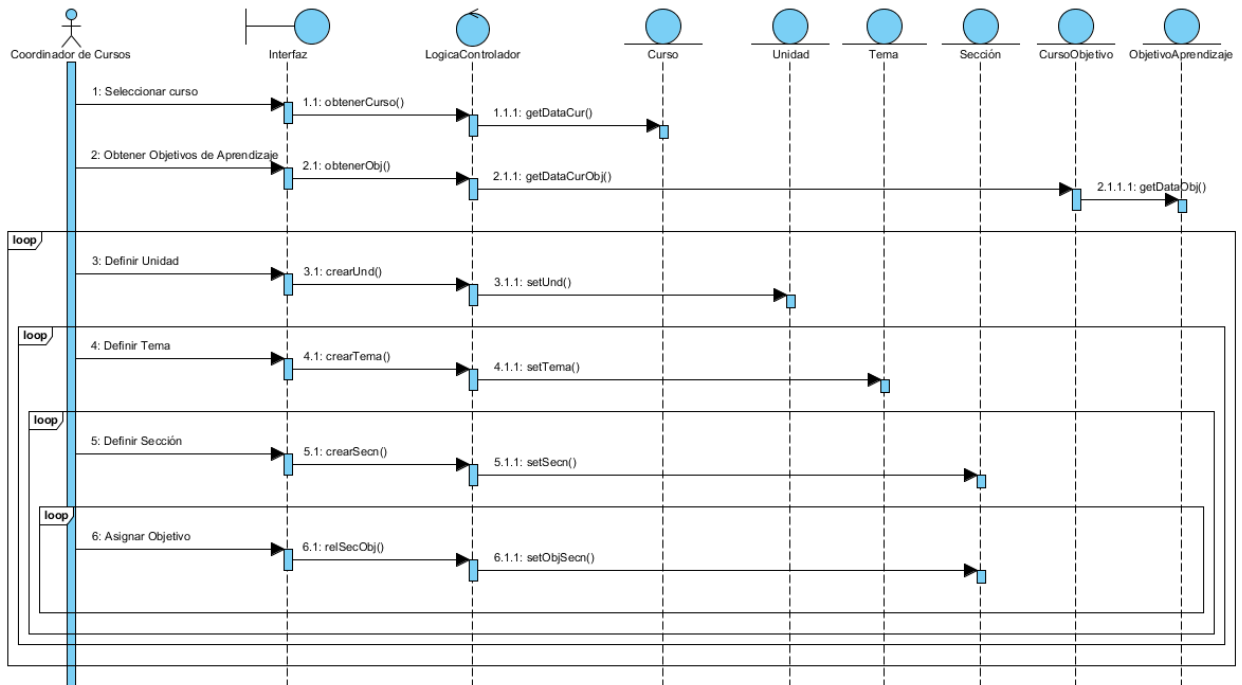 Coordinador de Cursos
Interfaz
LogicaControlador
Curso
Unidad
Tema
Sección
CursoObjetivo
ObjetivoAprendizaje
1: Seleccionar curso
1.1: obtenerCurso()
1.1.1: getDataCur()
2: Obtener Objetivos de Aprendizaje
2.1: obtenerObj()
2.1.1: getDataCurObj()
2.1.1.1: getDataObj()
loop
3: Definir Unidad
3.1: crearUnd()
3.1.1: setUnd()
loop
4: Definir Tema
4.1: crearTema()
4.1.1: setTema()
loop
5: Definir Sección
5.1: crearSecn()
5.1.1: setSecn()
loop
6: Asignar Objetivo
6.1: relSecObj()
6.1.1: setObjSecn()